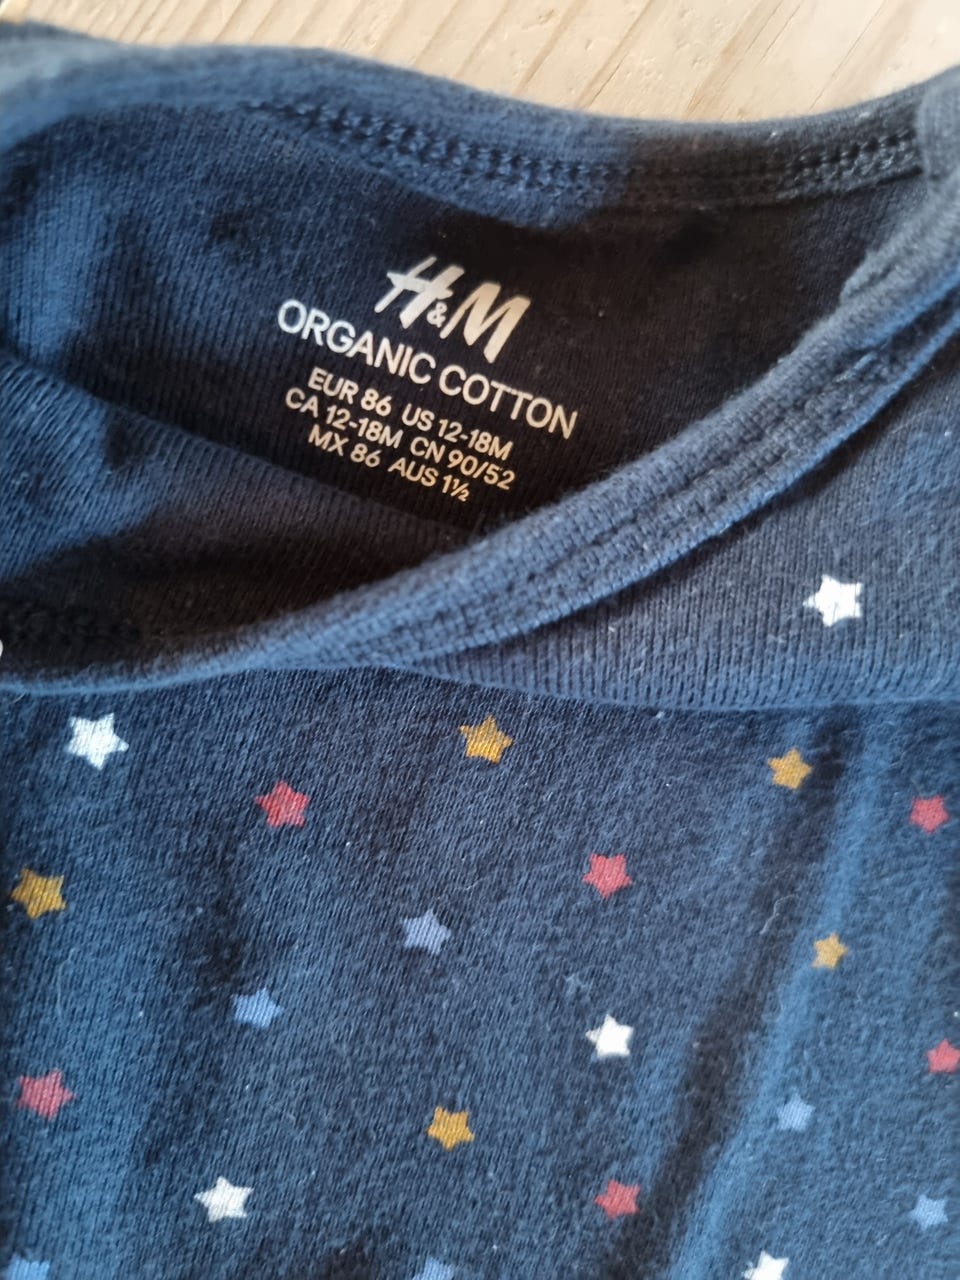 H&M
ORGANIC COTTON
EUR 86 US 12-18M
CA 12-18M CN 90/52
MX 86 AUS 1½